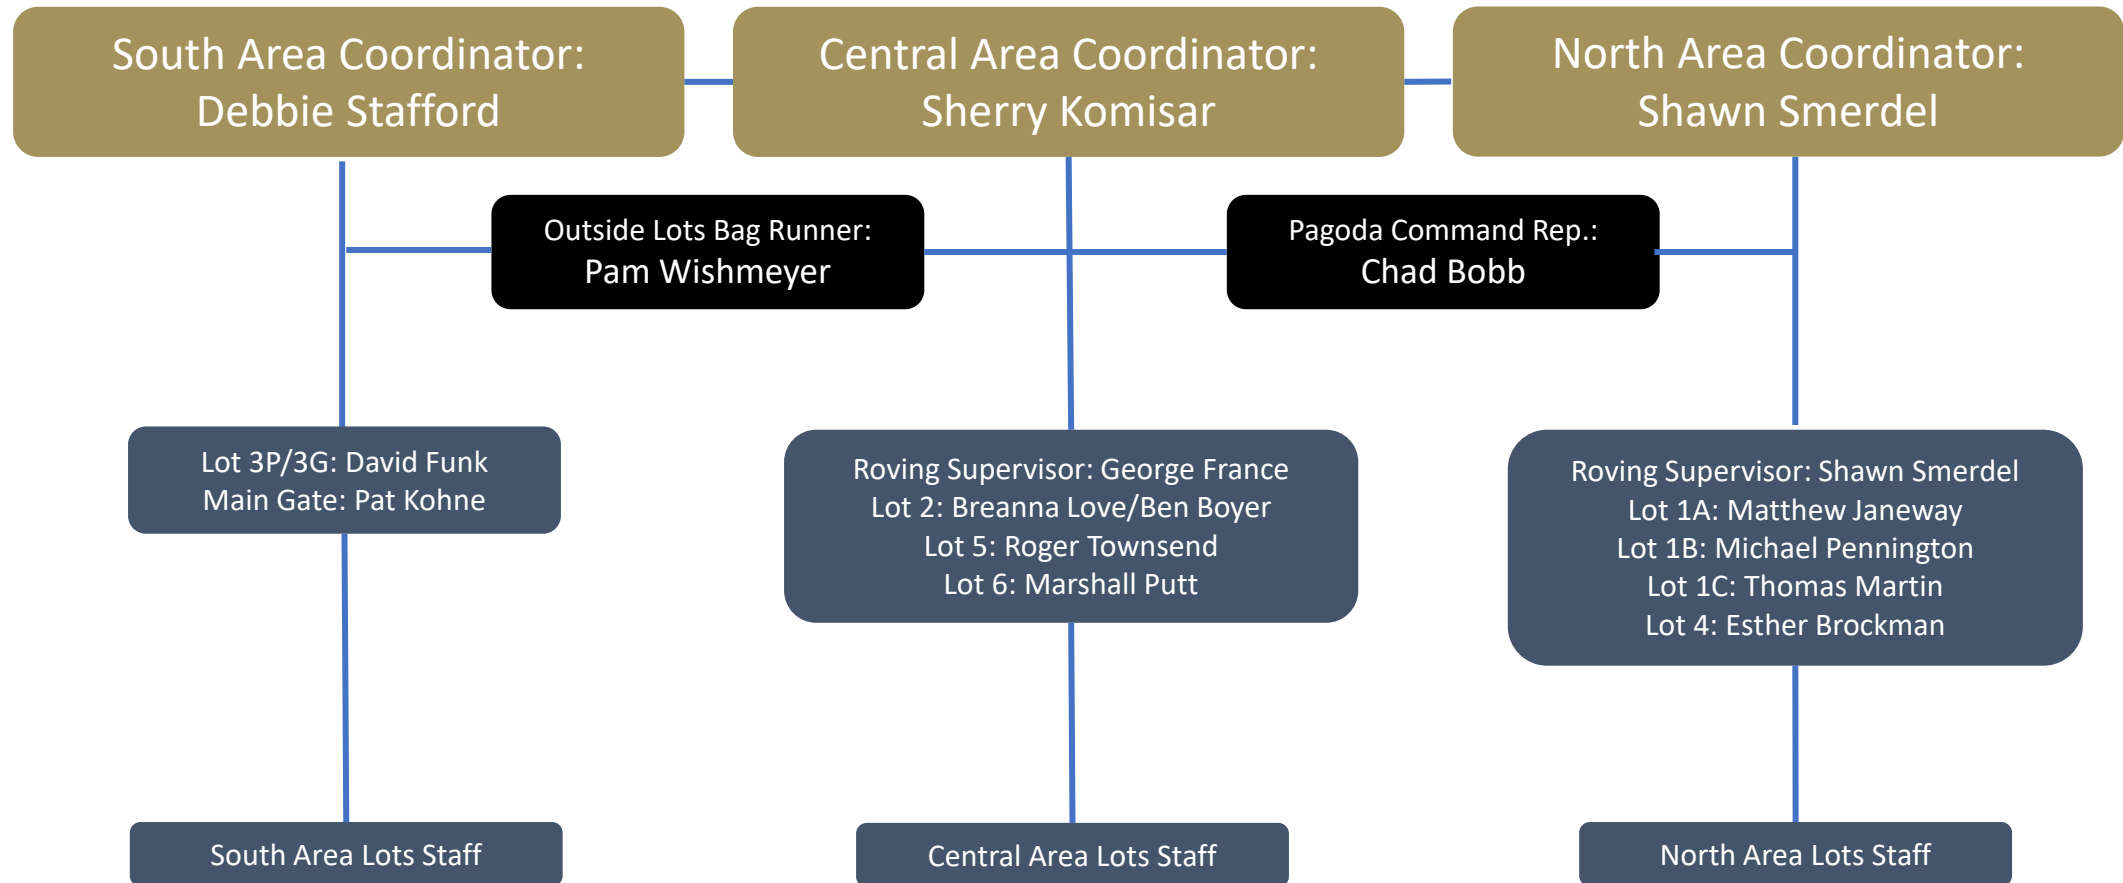 South Area Coordinator:
Debbie Stafford
Central Area Coordinator:
Sherry Komisar
North Area Coordinator:
Shawn Smerdel
Outside Lots Bag Runner:
Pam Wishmeyer
Pagoda Command Rep.:
Chad Bobb
Lot 3P/3G: David Funk
Main Gate: Pat Kohne
Roving Supervisor: George France
Lot 2: Breanna Love/Ben Boyer
Lot 5: Roger Townsend
Lot 6: Marshall Putt
Roving Supervisor: Shawn Smerdel
Lot 1A: Matthew Janeway
Lot 1B: Michael Pennington
Lot 1C: Thomas Martin
Lot 4: Esther Brockman
South Area Lots Staff
Central Area Lots Staff
North Area Lots Staff